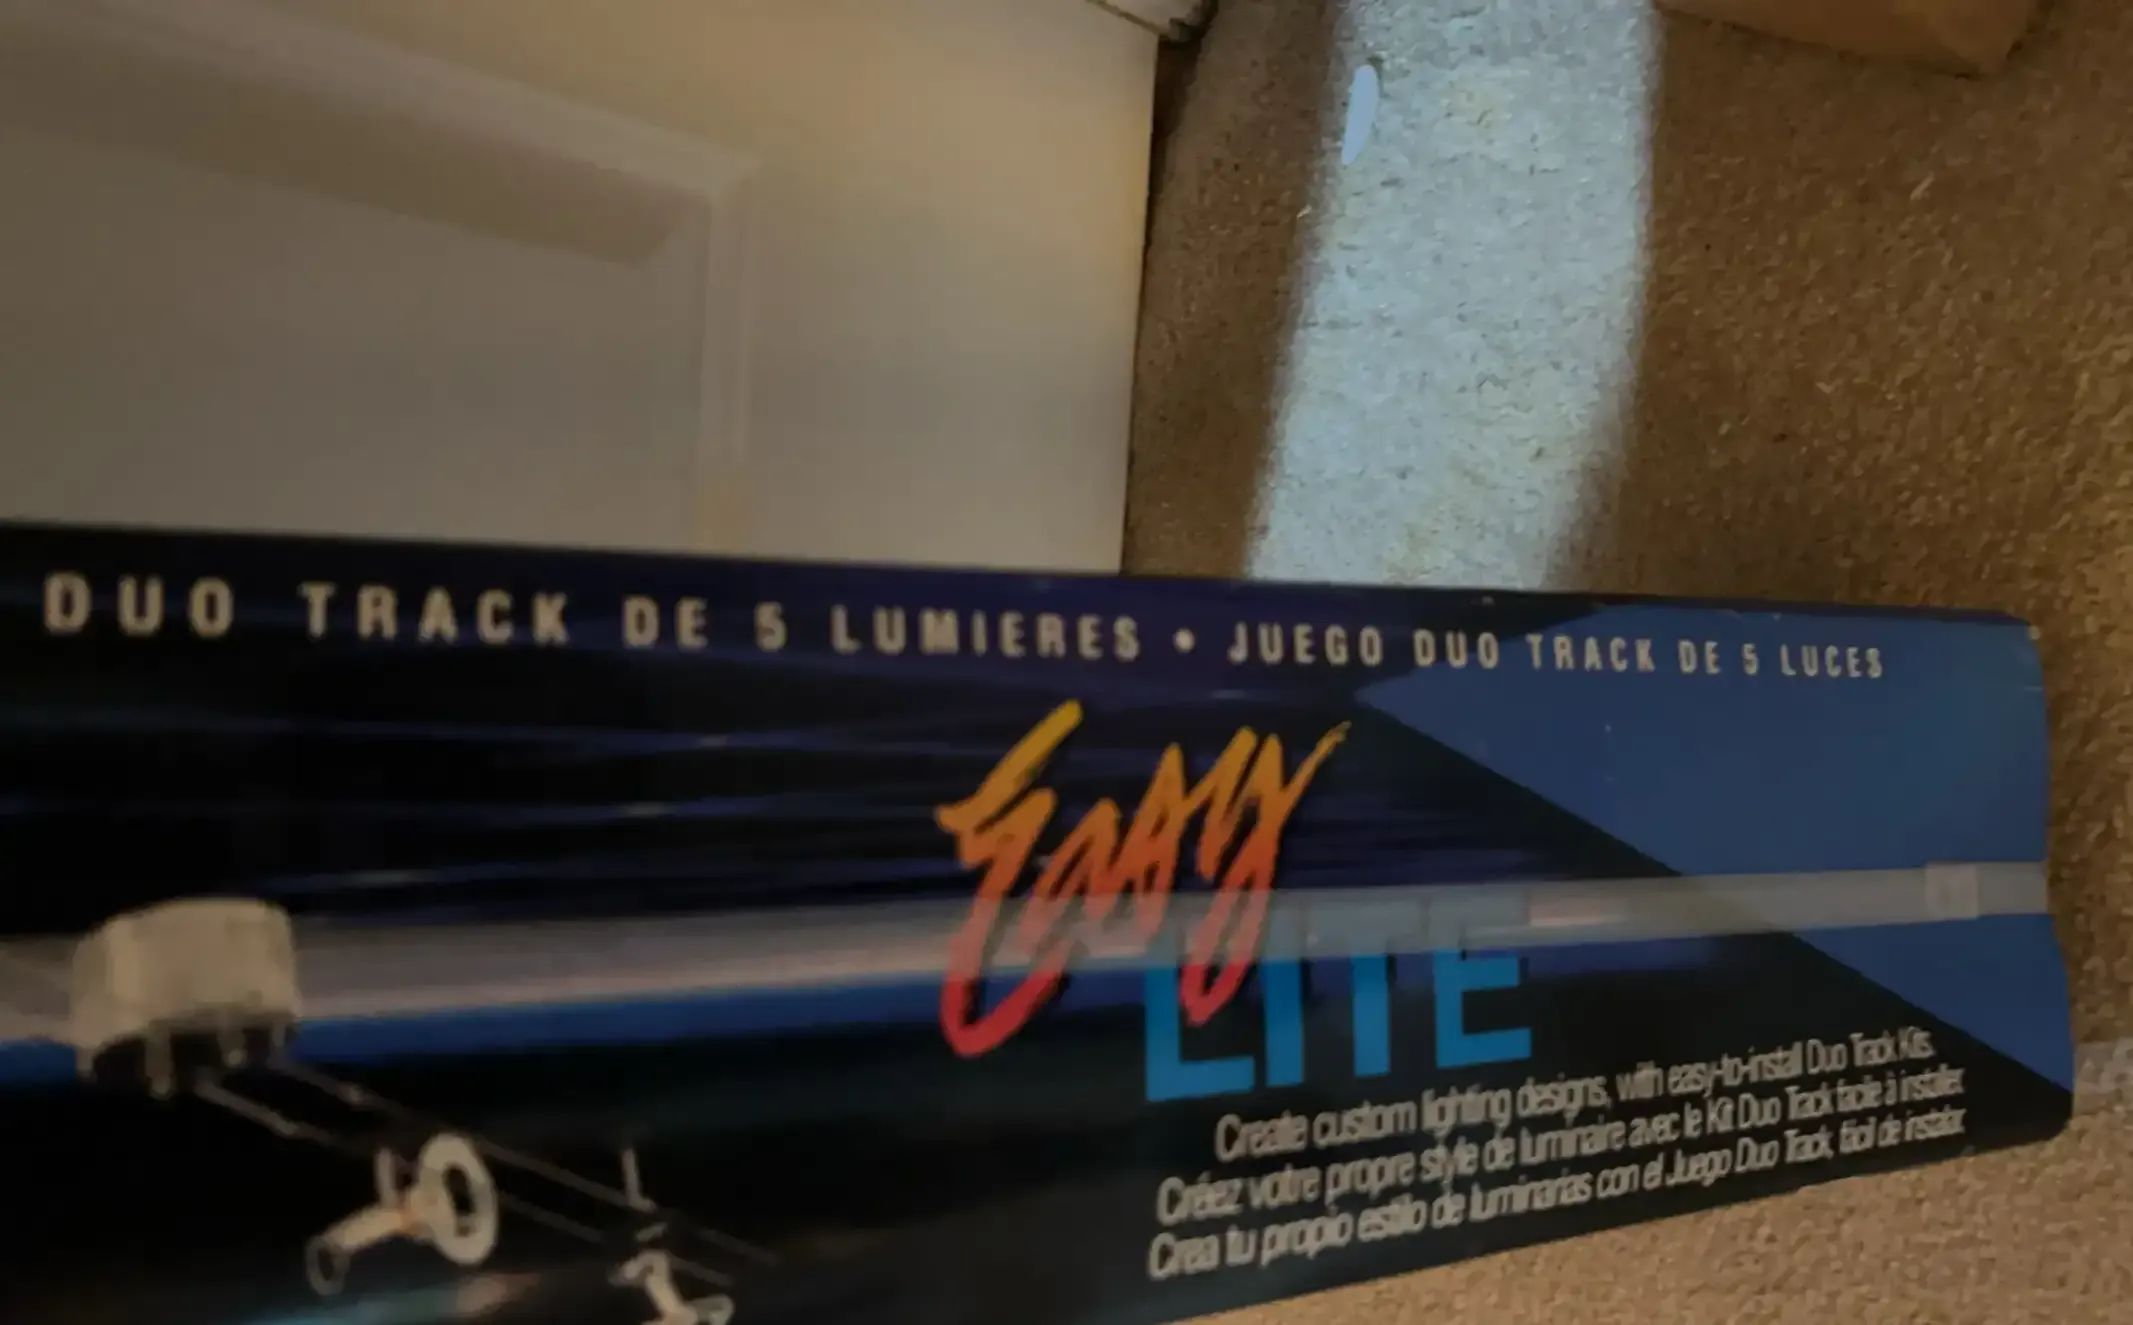 DUO TRACK DE 5 LUMIERES • JUEGO DUO TRACK DE 5 LUCES
Easy
LITE
Create custom lighting designs, with easy-to-install Duo Track Kits.
Créez votre propre style de luminaire avec le Kit Duo Track facile à installer
Crea tu propio estilo de luminarias con el Juego Duo Track, fácil de instalar